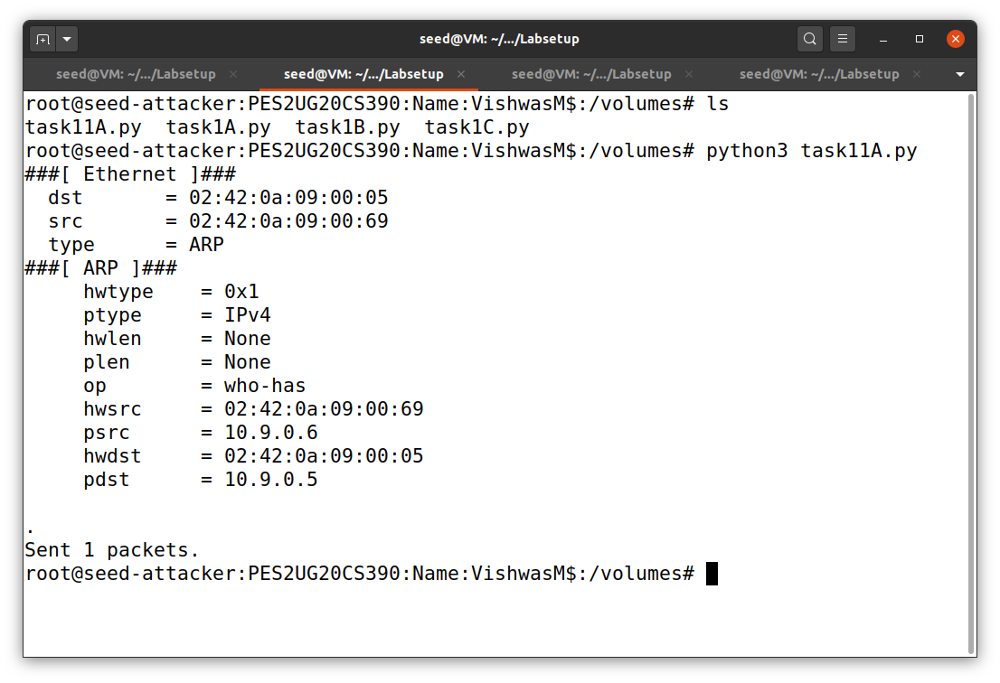 seed@VM: ~/.../Labsetup
seed@VM: ~/.../Labsetup × seed@VM: ~/.../Labsetup × seed@VM: ~/.../Labsetup × seed@VM: ~/.../Labsetup ×
root@seed-attacker:PES2UG20CS390:Name:VishwasM$:/volumes# ls
task11A.py  task1A.py  task1B.py  task1C.py
root@seed-attacker:PES2UG20CS390:Name:VishwasM$:/volumes# python3 task11A.py
###[ Ethernet ]###
  dst       = 02:42:0a:09:00:05
  src       = 02:42:0a:09:00:69
  type      = ARP
###[ ARP ]###
     hwtype    = 0x1
     ptype     = IPv4
     hwlen     = None
     plen      = None
     op        = who-has
     hwsrc     = 02:42:0a:09:00:69
     psrc      = 10.9.0.6
     hwdst     = 02:42:0a:09:00:05
     pdst      = 10.9.0.5

.
Sent 1 packets.
root@seed-attacker:PES2UG20CS390:Name:VishwasM$:/volumes#